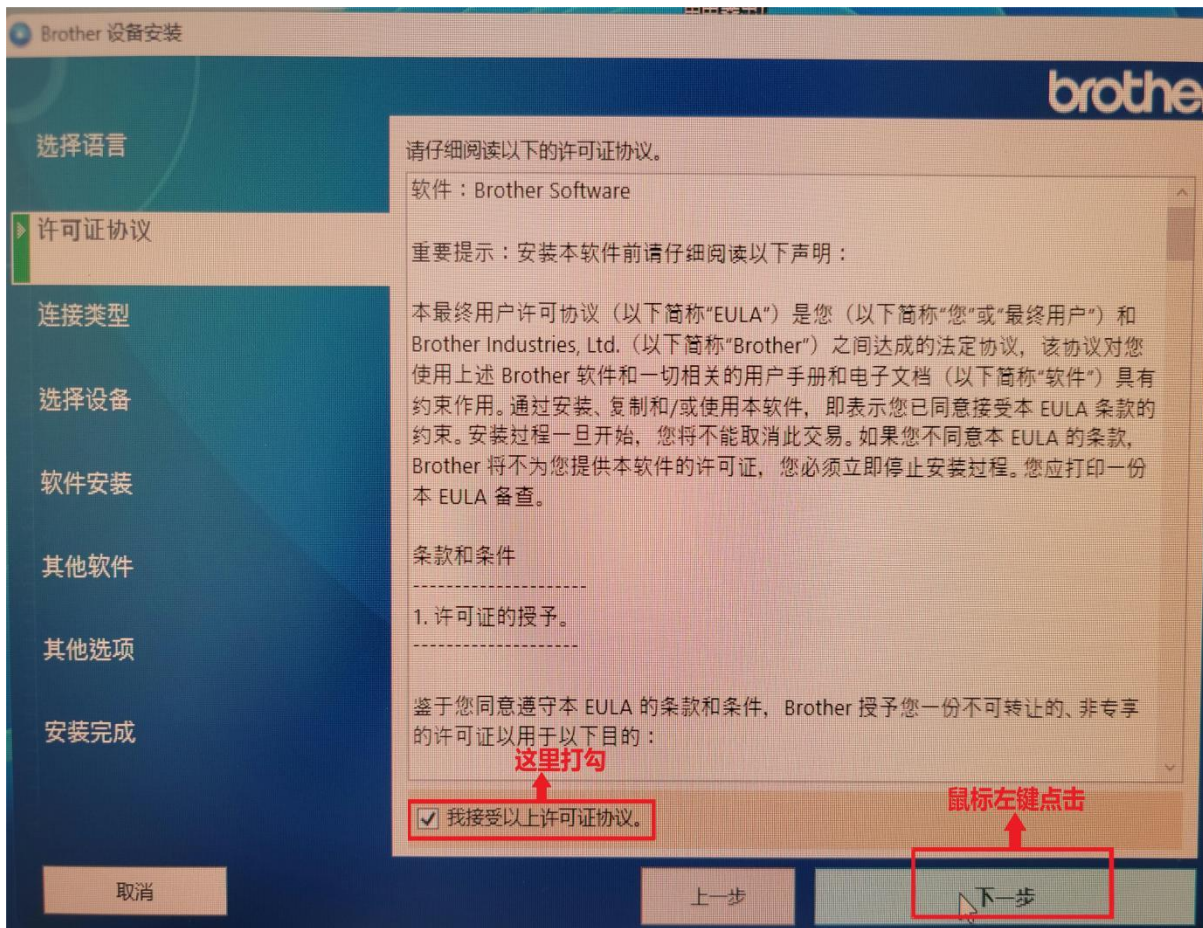 Brother 设备安装
brothe
选择语言
许可证协议
连接类型
选择设备
软件安装
其他软件
其他选项
安装完成
请仔细阅读以下的许可证协议。
软件：Brother Software
重要提示：安装本软件前请仔细阅读以下声明：
本最终用户许可协议（以下简称“EULA”）是您（以下简称“您”或“最终用户”）和
Brother Industries, Ltd.（以下简称“Brother”）之间达成的法定协议，该协议对您
使用上述 Brother 软件和一切相关的用户手册和电子文档（以下简称“软件”）具有
约束作用。通过安装、复制和/或使用本软件，即表示您已同意接受本 EULA 条款的
约束。安装过程一旦开始，您将不能取消此交易。如果您不同意本 EULA 的条款，
Brother 将不为您提供本软件的许可证，您必须立即停止安装过程。您应打印一份
本 EULA 备查。
条款和条件
---------------------
1. 许可证的授予。
--------------------
鉴于您同意遵守本 EULA 的条款和条件，Brother 授予您一份不可转让的、非专享
的许可证以用于以下目的：
这里打勾
我接受以上许可证协议。
鼠标左键点击
取消
上一步
下一步